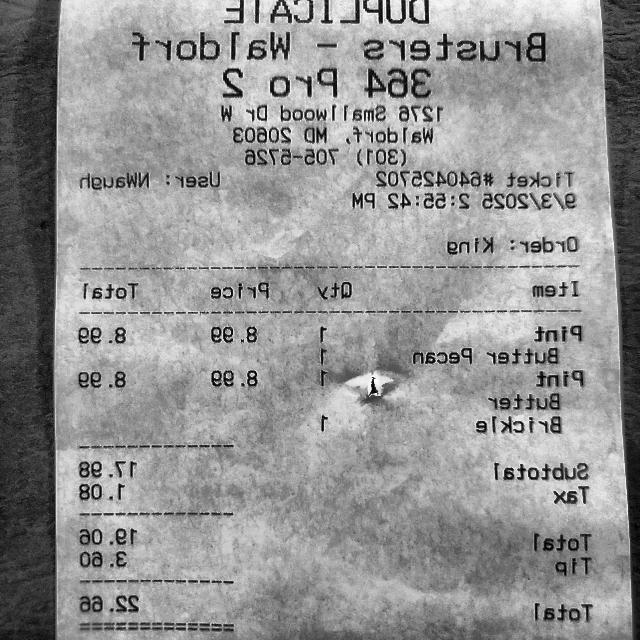 DUPLICATE
Brusters - Waldorf
364 Pro 2
1276 Smallwood Dr W
Waldorf, MD 20603
(301) 705-5726
Ticket #640425702 User: NWaugh
9/3/2025 2:55:42 PM
Order: King
Item Qty Price Total
Pint 1 8.99 8.99
Butter Pecan 1
Pint 1 8.99 8.99
Butter
Brickle 1
Subtotal 17.98
Tax 1.08
Total 19.06
Tip 3.60
Total 22.66